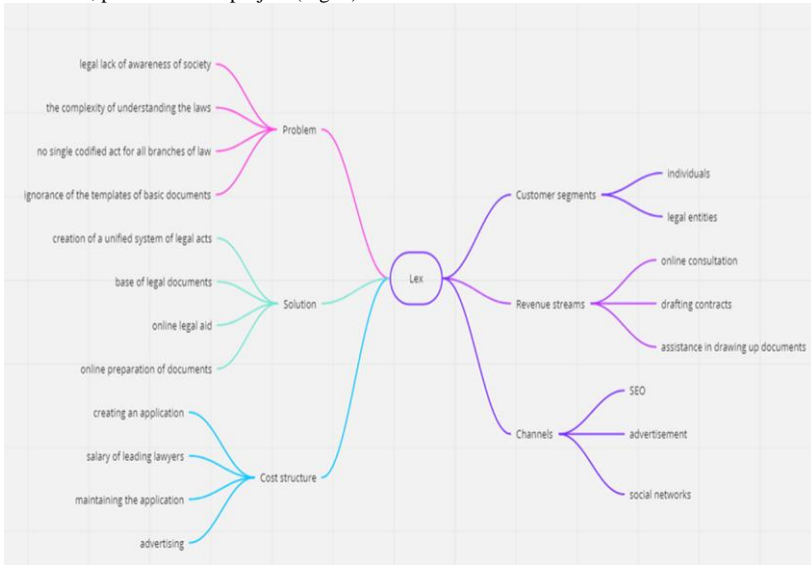 legal lack of awareness of society
the complexity of understanding the laws
no single codified act for all branches of law
ignorance of the templates of basic documents
Problem
creation of a unified system of legal acts
base of legal documents
online legal aid
online preparation of documents
Solution
creating an application
salary of leading lawyers
maintaining the application
advertising
Cost structure
Lex
Customer segments
individuals
legal entities
Revenue streams
online consultation
drafting contracts
assistance in drawing up documents
Channels
SEO
advertisement
social networks